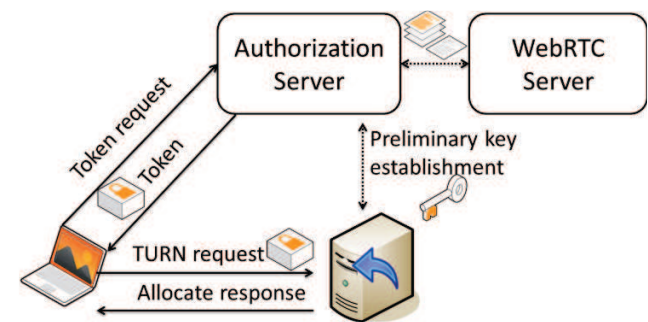 Authorization
Server
WebRTC
Server
Token request
Token
Preliminary key
establishment
TURN request
Allocate response